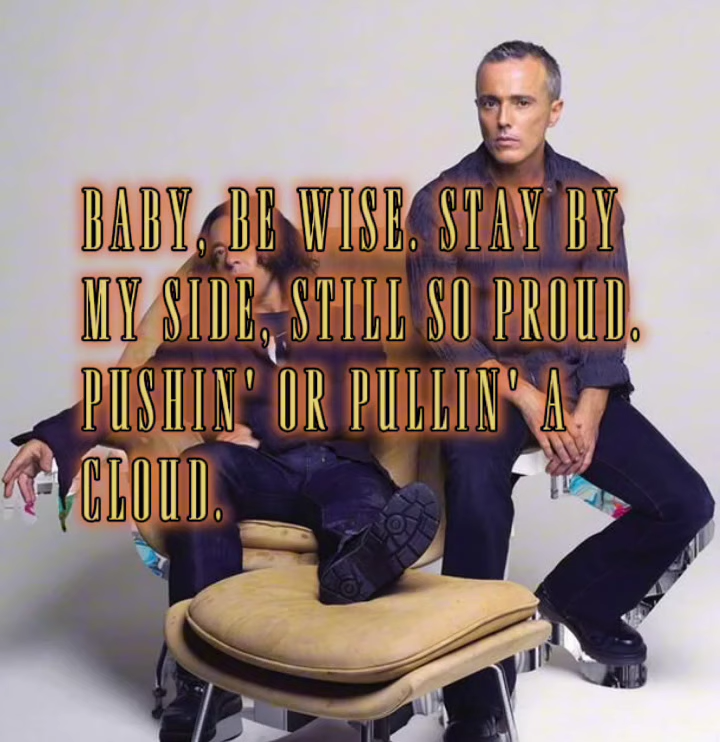 BABY, BE WISE. STAY BY
MY SIDE, STILL SO PROUD.
PUSHIN' OR PULLIN' A
CLOUD.